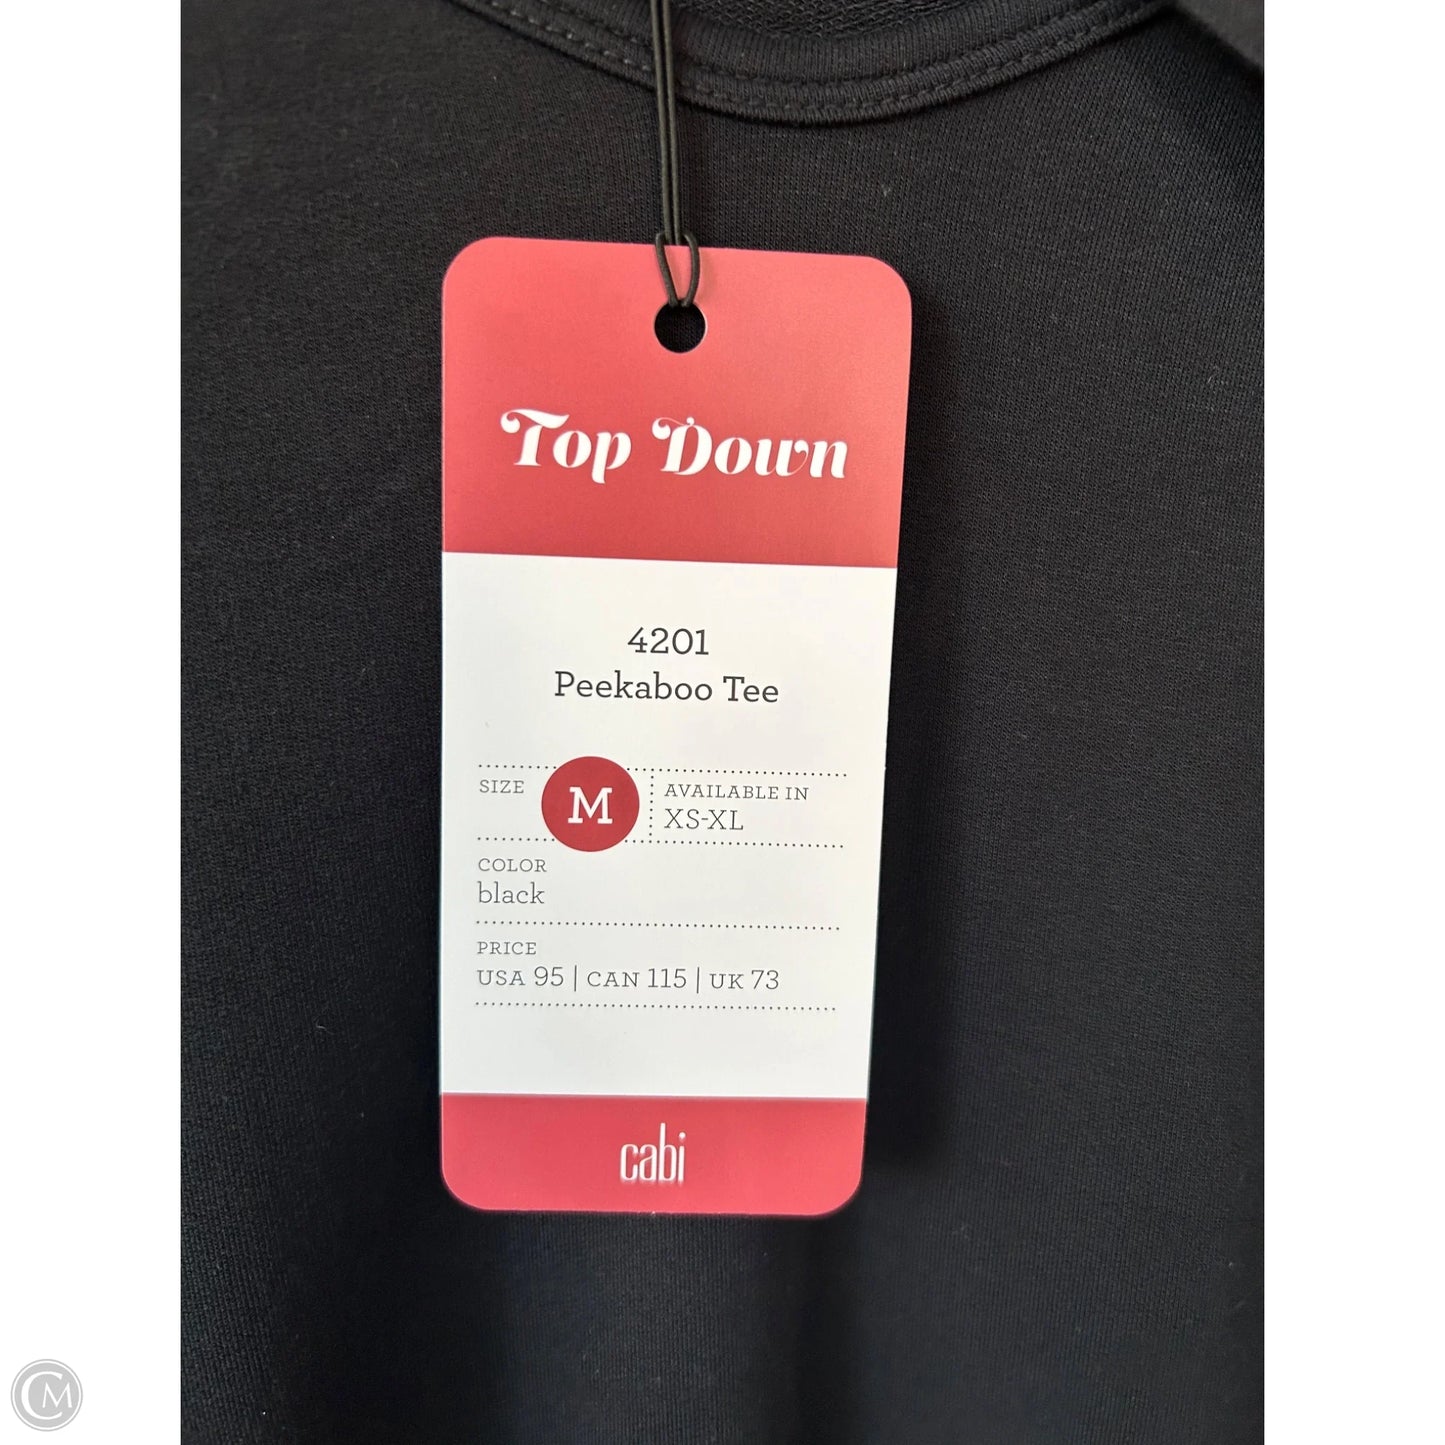 Top Down
4201
Peekaboo Tee
SIZE
M
AVAILABLE IN
XS-XL
COLOR
black
PRICE
USA 95 | CAN 115 | UK 73
cabi
CM